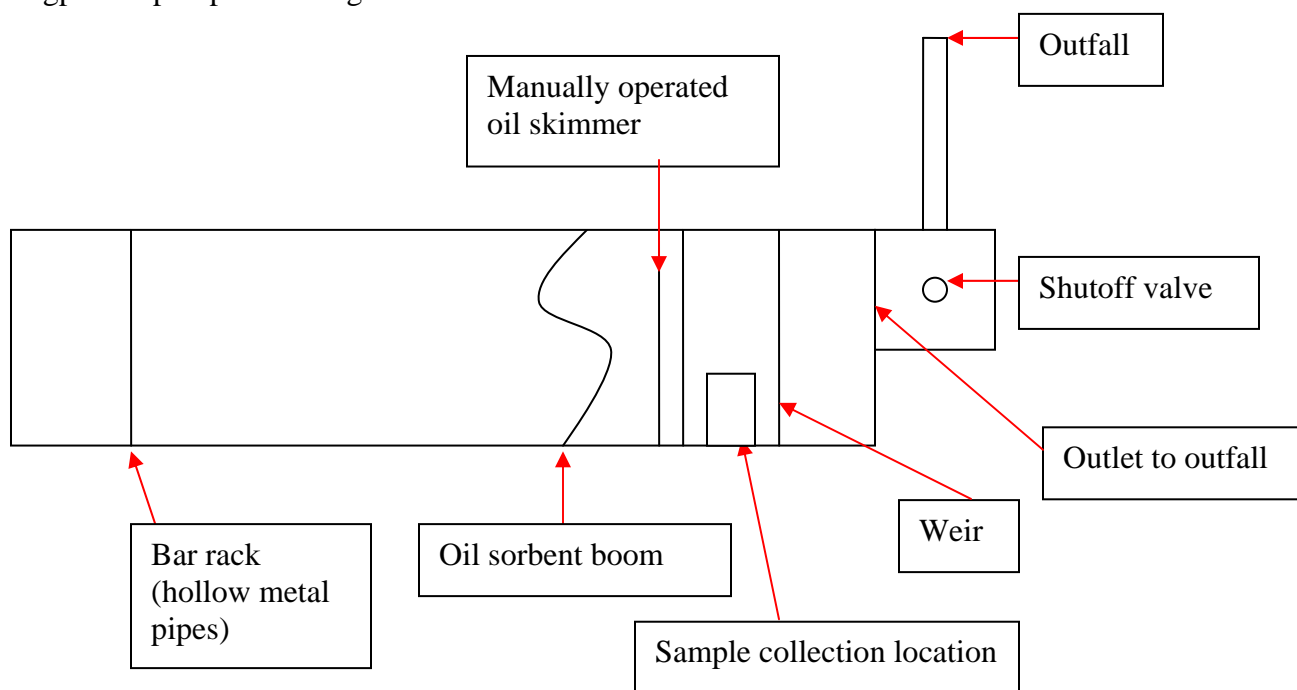 Outfall
Manually operated
oil skimmer
Shutoff valve
Outlet to outfall
Weir
Bar rack
(hollow metal
pipes)
Oil sorbent boom
Sample collection location